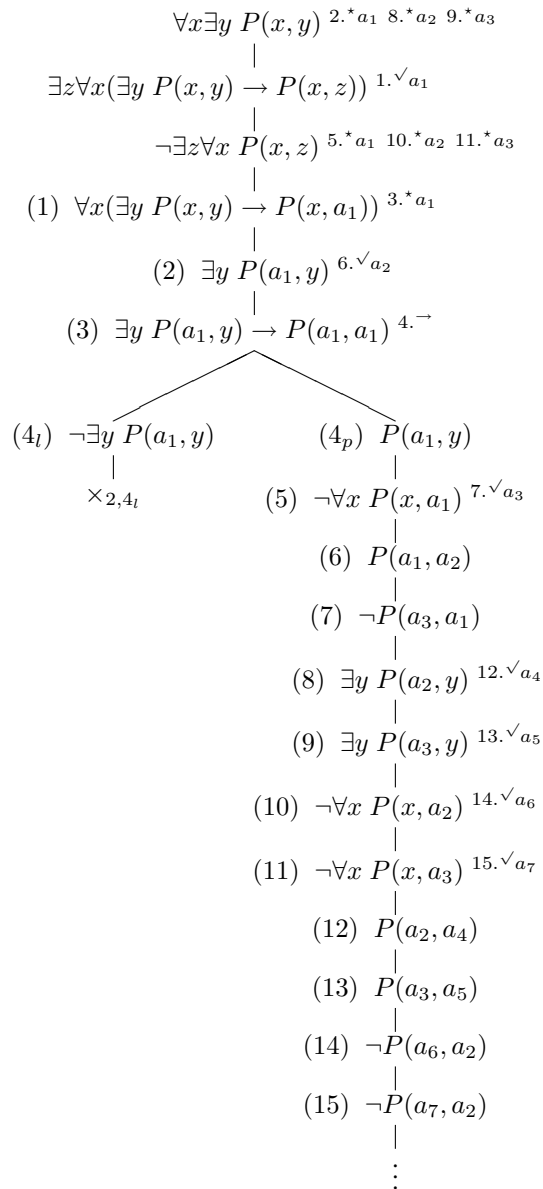 ∀x∃y P(x, y) 2.⋆a₁ 8.⋆a₂ 9.⋆a₃
∃z∀x(∃y P(x, y) → P(x, z)) 1.√a₁
¬∃z∀x P(x, z) 5.⋆a₁ 10.⋆a₂ 11.⋆a₃
(1) ∀x(∃y P(x, y) → P(x, a₁)) 3.⋆a₁
(2) ∃y P(a₁, y) 6.√a₂
(3) ∃y P(a₁, y) → P(a₁, a₁) 4.→
(4ₗ) ¬∃y P(a₁, y) (4ₚ) P(a₁, y)
×₂,₄ₗ (5) ¬∀x P(x, a₁) 7.√a₃
(6) P(a₁, a₂)
(7) ¬P(a₃, a₁)
(8) ∃y P(a₂, y) 12.√a₄
(9) ∃y P(a₃, y) 13.√a₅
(10) ¬∀x P(x, a₂) 14.√a₆
(11) ¬∀x P(x, a₃) 15.√a₇
(12) P(a₂, a₄)
(13) P(a₃, a₅)
(14) ¬P(a₆, a₂)
(15) ¬P(a₇, a₂)
⋮